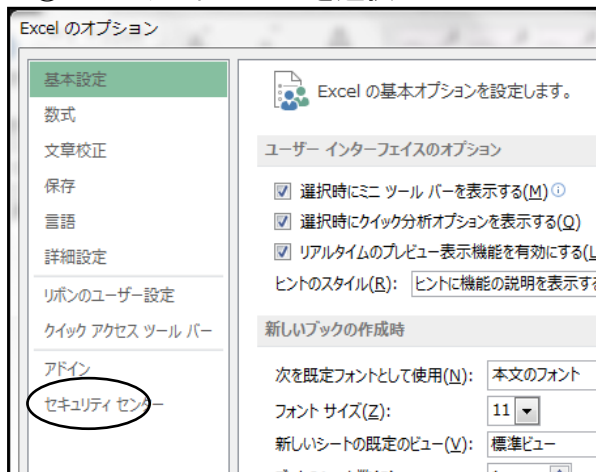 Excel のオプション
基本設定
数式
文章校正
保存
言語
詳細設定
リボンのユーザー設定
クイック アクセス ツール バー
アドイン
セキュリティ センター
Excel の基本オプションを設定します。
ユーザー インターフェイスのオプション
選択時にミニ ツール バーを表示する(M)
選択時にクイック分析オプションを表示する(Q)
リアルタイムのプレビュー表示機能を有効にする(L
ヒントのスタイル(R): ヒントに機能の説明を表示する
新しいブックの作成時
次を既定フォントとして使用(N): 本文のフォント
フォント サイズ(Z): 11
新しいシートの既定のビュー(V): 標準ビュー